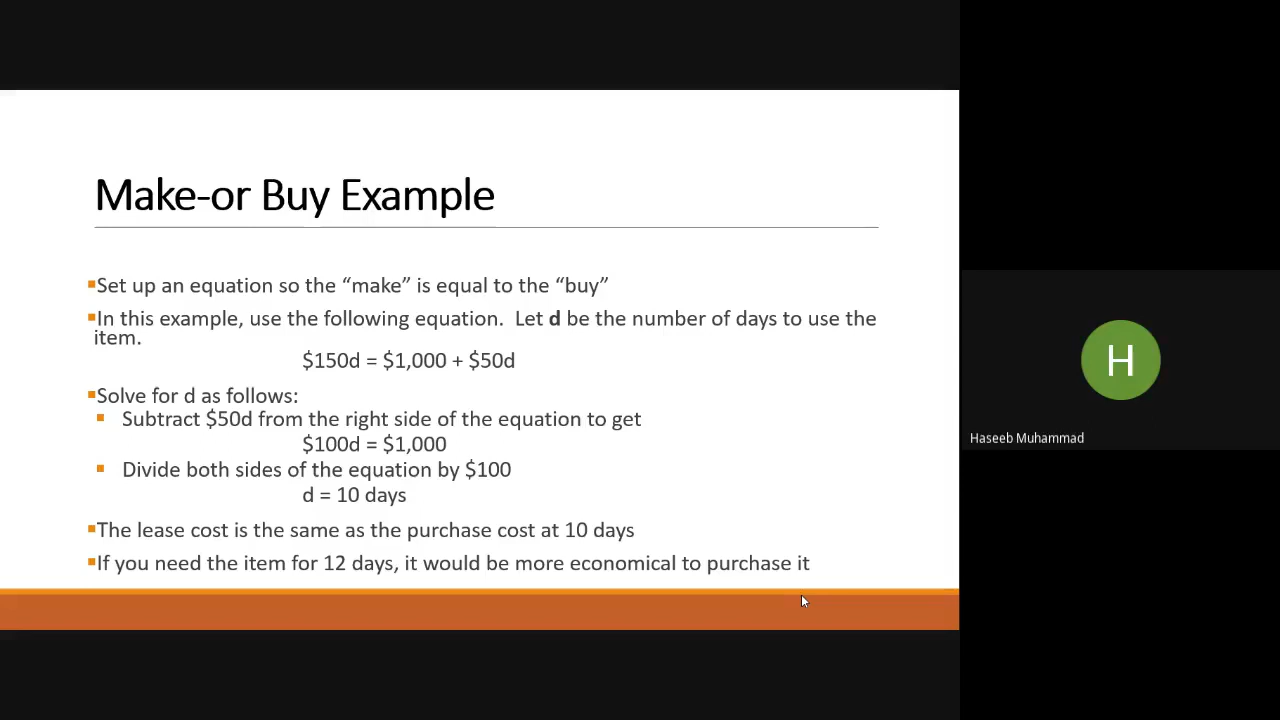 Make-or Buy Example
▪Set up an equation so the “make” is equal to the “buy”
▪In this example, use the following equation.  Let d be the number of days to use the
item.
$150d = $1,000 + $50d
▪Solve for d as follows:
▪ Subtract $50d from the right side of the equation to get
$100d = $1,000
▪ Divide both sides of the equation by $100
d = 10 days
▪The lease cost is the same as the purchase cost at 10 days
▪If you need the item for 12 days, it would be more economical to purchase it
H
Haseeb Muhammad